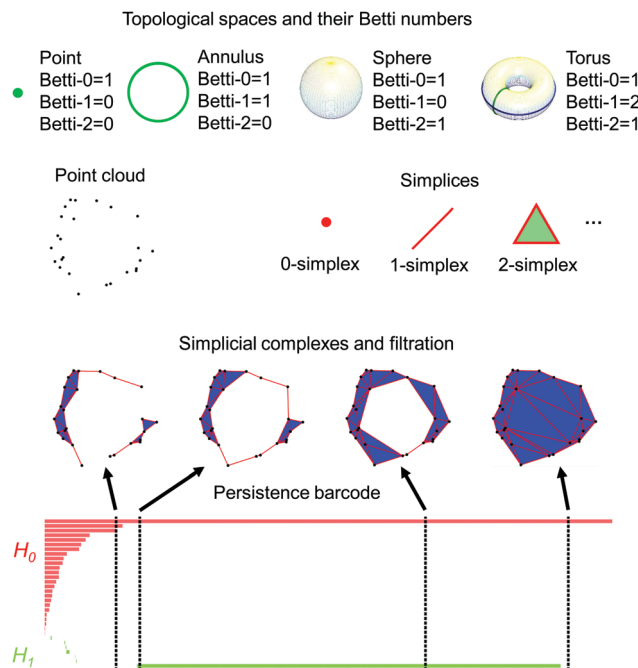 Topological spaces and their Betti numbers
Point
Betti-0=1
Betti-1=0
Betti-2=0
Annulus
Betti-0=1
Betti-1=1
Betti-2=0
Sphere
Betti-0=1
Betti-1=0
Betti-2=1
Torus
Betti-0=1
Betti-1=2
Betti-2=1
Point cloud
Simplices
...
0-simplex
1-simplex
2-simplex
Simplicial complexes and filtration
Persistence barcode
H₀
H₁